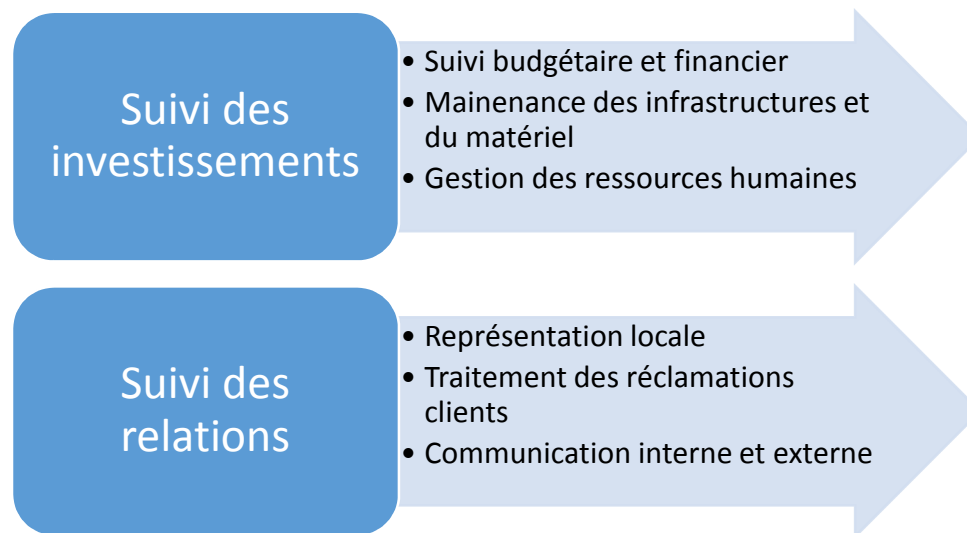 Suivi des
investissements
• Suivi budgétaire et financier
• Mainenance des infrastructures et
du matériel
• Gestion des ressources humaines
Suivi des
relations
• Représentation locale
• Traitement des réclamations
clients
• Communication interne et externe